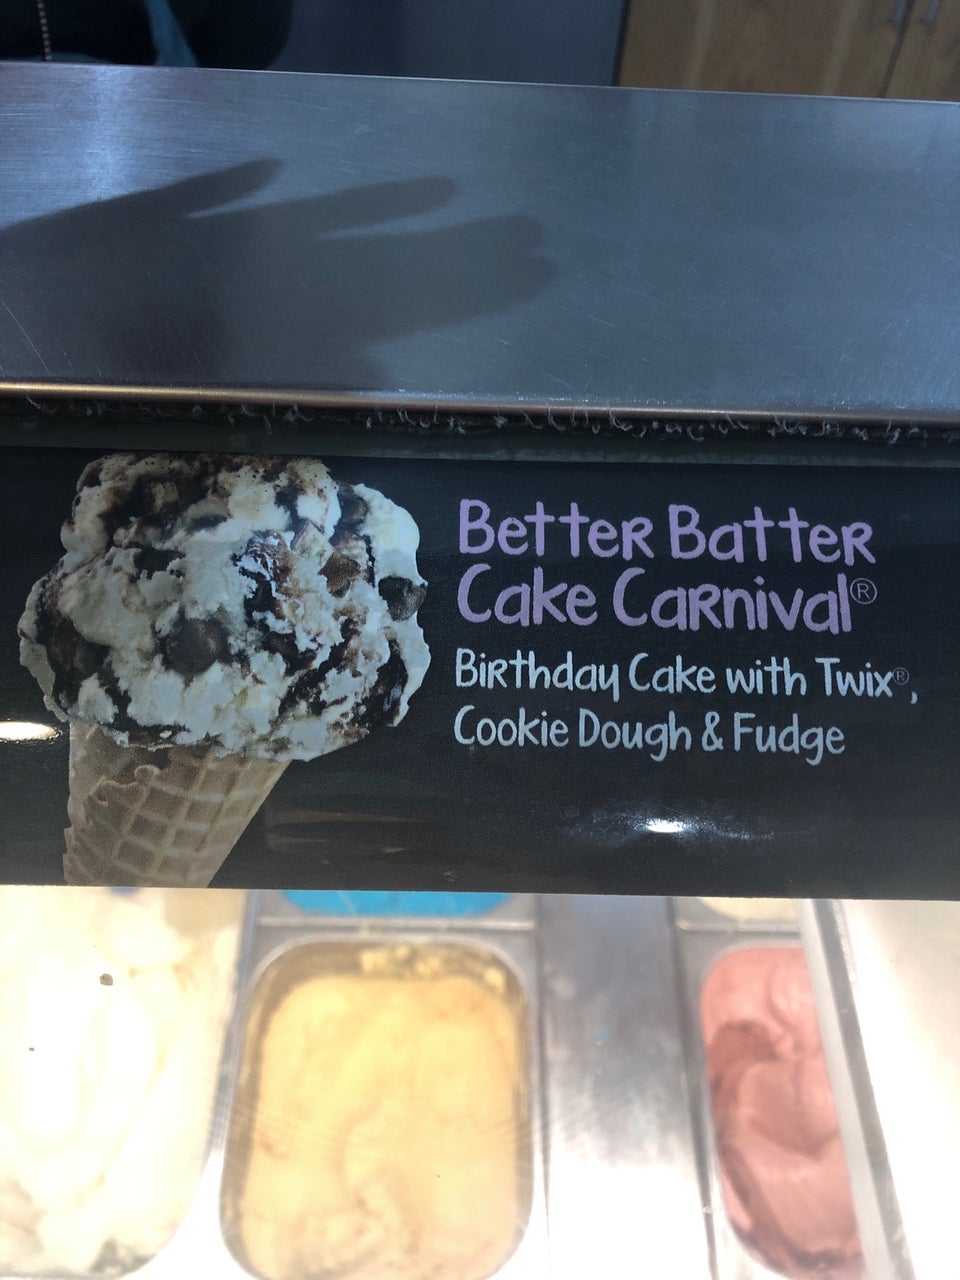 Better Batter
Cake Carnival®
Birthday Cake with Twix®,
Cookie Dough & Fudge